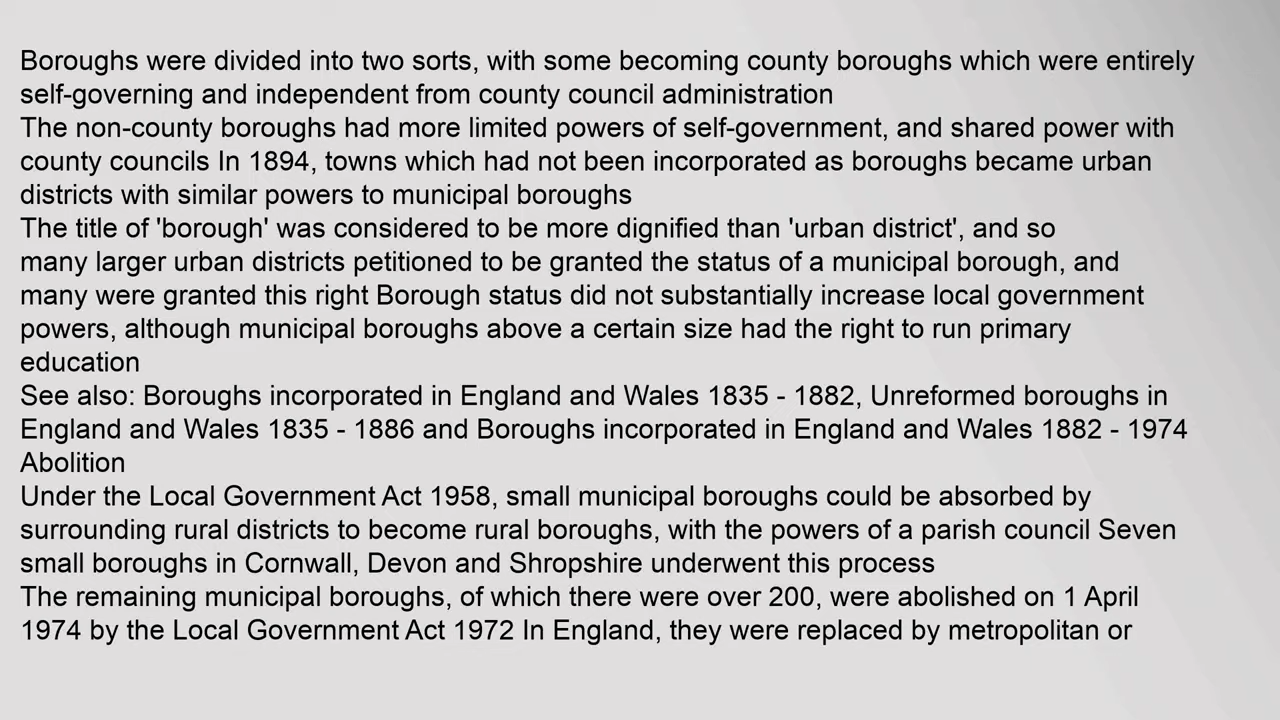 Boroughs were divided into two sorts, with some becoming county boroughs which were entirely
self-governing and independent from county council administration
The non-county boroughs had more limited powers of self-government, and shared power with
county councils In 1894, towns which had not been incorporated as boroughs became urban
districts with similar powers to municipal boroughs
The title of 'borough' was considered to be more dignified than 'urban district', and so
many larger urban districts petitioned to be granted the status of a municipal borough, and
many were granted this right Borough status did not substantially increase local government
powers, although municipal boroughs above a certain size had the right to run primary
education
See also: Boroughs incorporated in England and Wales 1835 - 1882, Unreformed boroughs in
England and Wales 1835 - 1886 and Boroughs incorporated in England and Wales 1882 - 1974
Abolition
Under the Local Government Act 1958, small municipal boroughs could be absorbed by
surrounding rural districts to become rural boroughs, with the powers of a parish council Seven
small boroughs in Cornwall, Devon and Shropshire underwent this process
The remaining municipal boroughs, of which there were over 200, were abolished on 1 April
1974 by the Local Government Act 1972 In England, they were replaced by metropolitan or